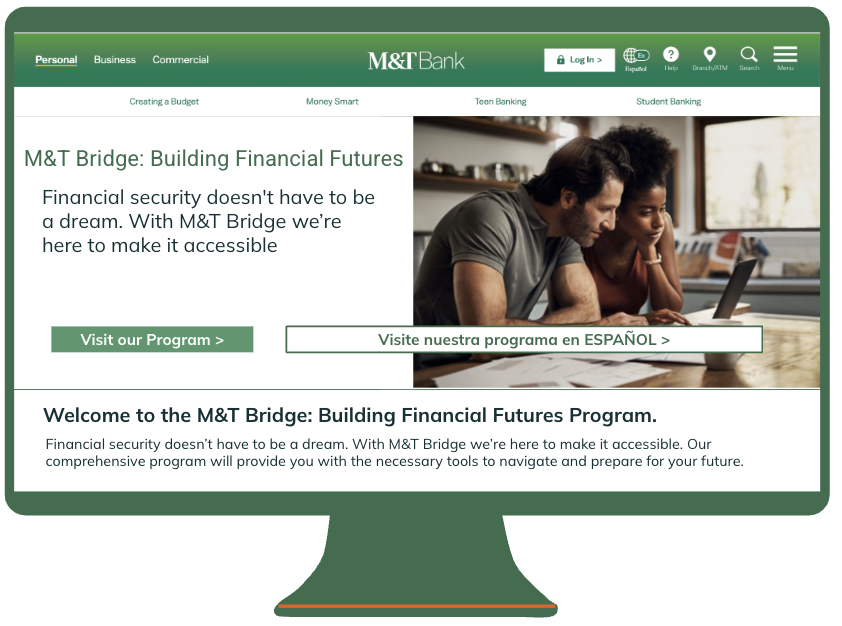 Personal Business Commercial M&T Bank Log In > Es
Español Help Branch/ATM Search Menu
Creating a Budget Money Smart Teen Banking Student Banking
M&T Bridge: Building Financial Futures
Financial security doesn't have to be
a dream. With M&T Bridge we’re
here to make it accessible
Visit our Program > Visite nuestra programa en ESPAÑOL >
Welcome to the M&T Bridge: Building Financial Futures Program.
Financial security doesn’t have to be a dream. With M&T Bridge we’re here to make it accessible. Our
comprehensive program will provide you with the necessary tools to navigate and prepare for your future.